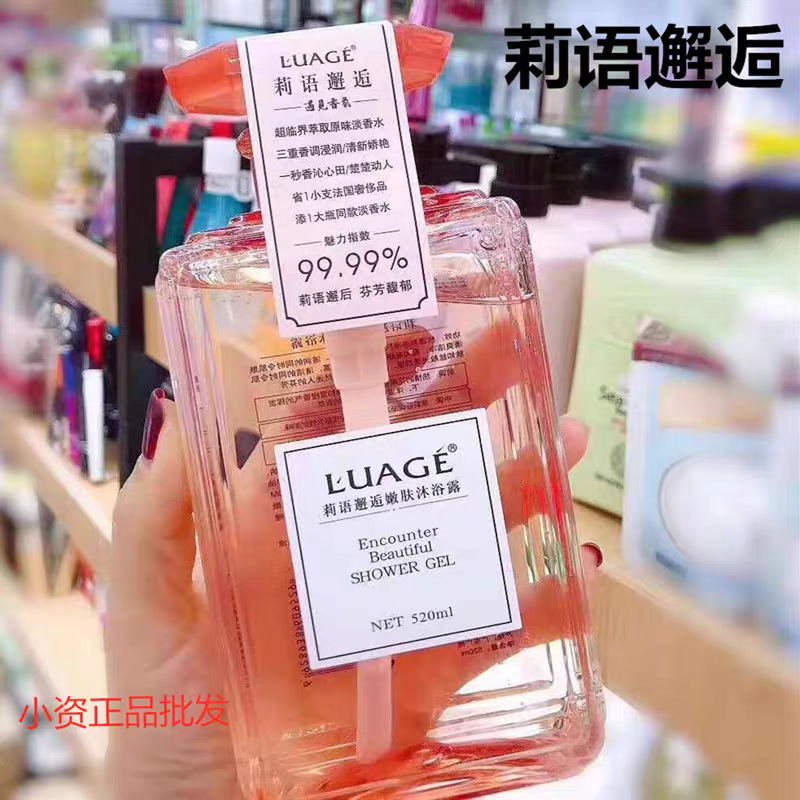 莉语邂逅
LUAGÉ®
莉语邂逅
遇见香氛
超临界萃取原味淡香水
三重香调浸润/清新娇艳
一秒香沁心田/楚楚动人
省1小支法国奢侈品
添1大瓶同款淡香水
魅力指数
99.99%
莉语邂后 芬芳馥郁
LUAGÉ®
莉语邂逅嫩肤沐浴露
Encounter
Beautiful
SHOWER GEL
NET 520ml
小资正品批发